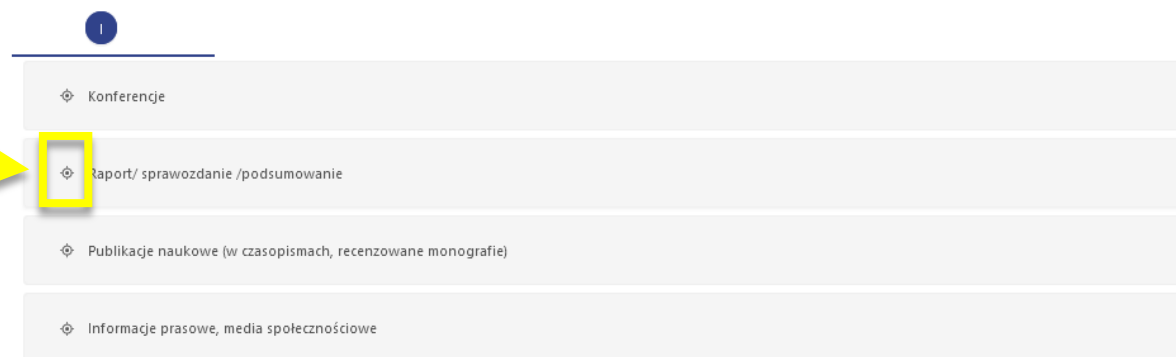 I
Konferencje
Raport/ sprawozdanie /podsumowanie
Publikacje naukowe (w czasopismach, recenzowane monografie)
Informacje prasowe, media społecznościowe